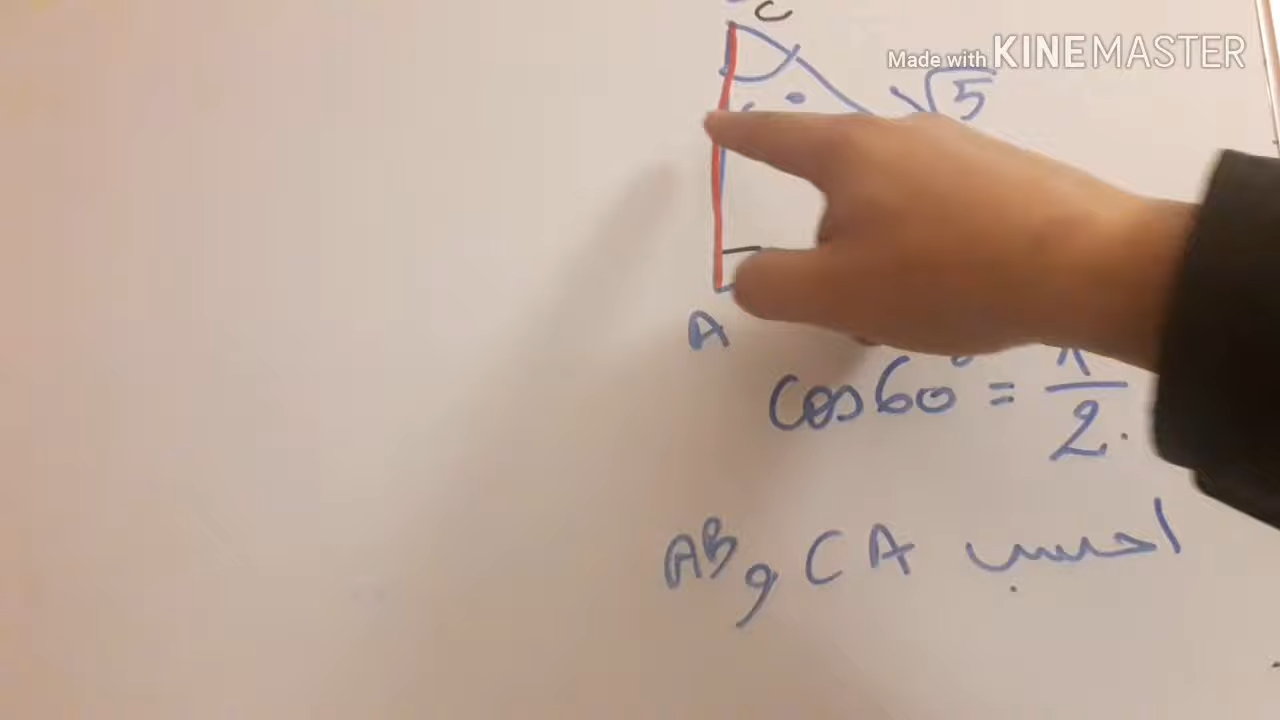 C
Made with KINEMASTER
√5
A
cos60° =
2
احسب CA و AB